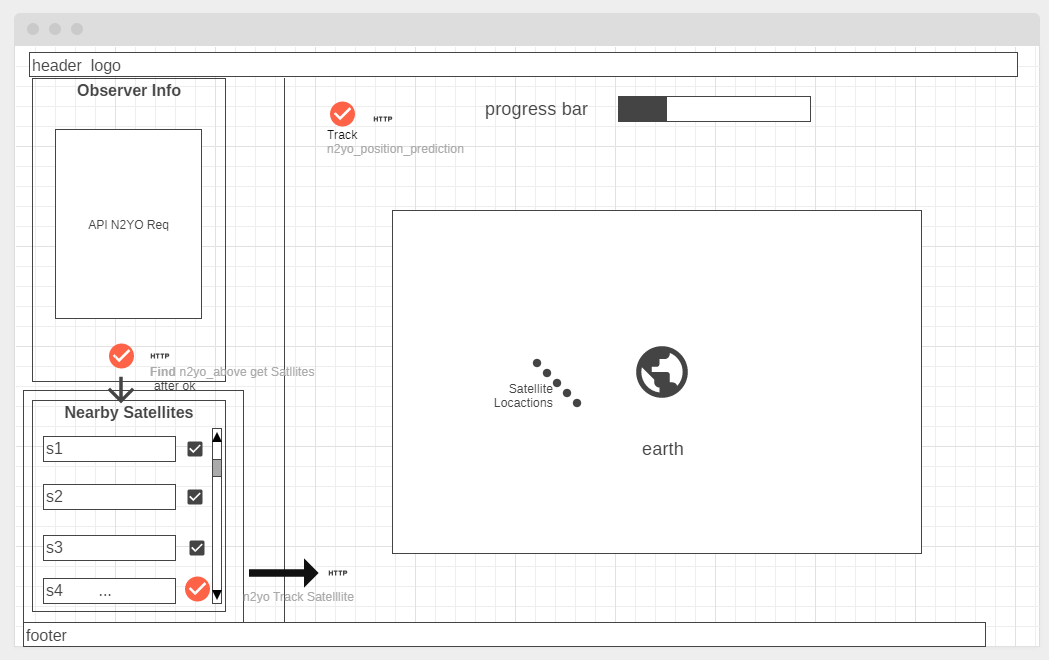 header logo
Observer Info
progress bar
HTTP
Track
n2yo_position_prediction
API N2YO Req
HTTP
Find n2yo_above get Satllites
after ok
Satellite
Locactions
earth
Nearby Satellites
s1
s2
s3
s4 ...
HTTP
n2yo Track Satelllite
footer